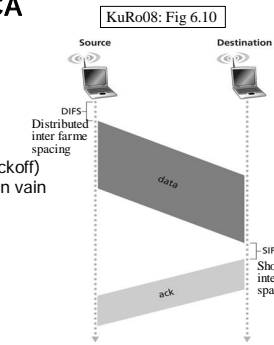 CA
KuRo08: Fig 6.10
Source
Destination
DIFS
Distributed
inter farme
spacing
ckoff)
n vain
data
SIF
Sho
inte
spa
ack